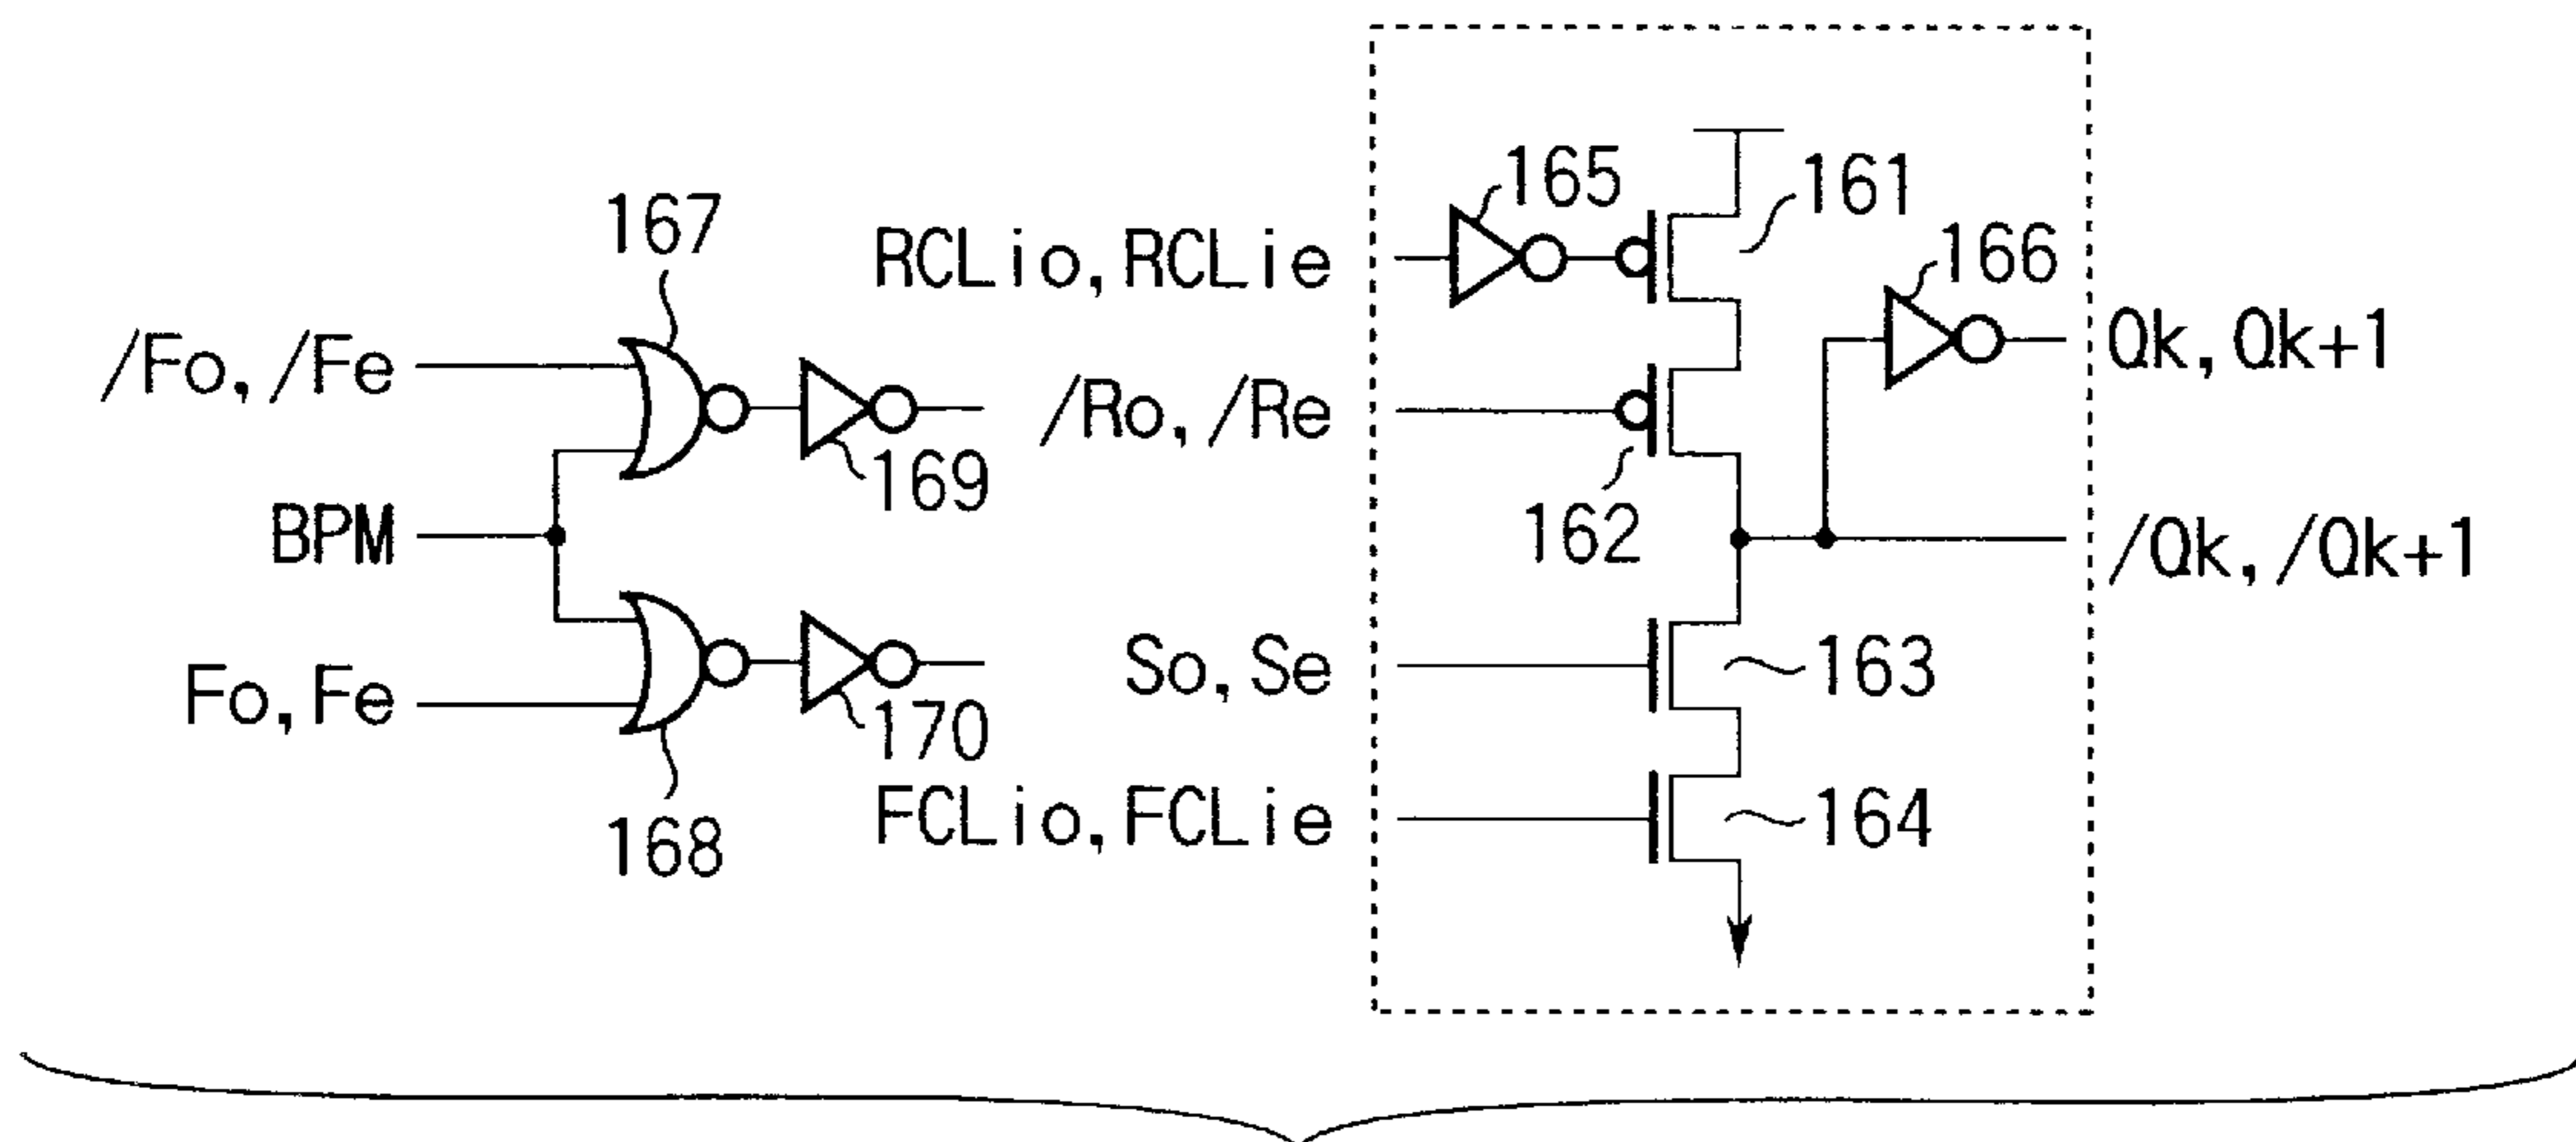 165
161
167
RCLio, RCLie
166
/Fo, /Fe
Qk, Qk+1
/Ro, /Re
169
162
BPM
/Qk, /Qk+1
So, Se
163
Fo, Fe
170
FCLio, FCLie
164
168